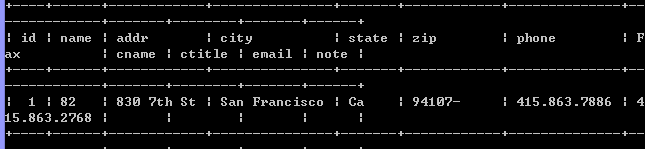 +----+------+------------+---------------+-------+------------+--------------+--
-------------+-------+--------+-------+------+
| id | name | addr       | city          | state | zip        | phone        | F
ax           | cname | ctitle | email | note |
+----+------+------------+---------------+-------+------------+--------------+--
-------------+-------+--------+-------+------+
| 1 | 82 | 830 7th St | San Francisco | Ca | 94107- | 415.863.7886 | 4
15.863.2768 | | | | |
+----+------+------------+---------------+-------+------------+--------------+--